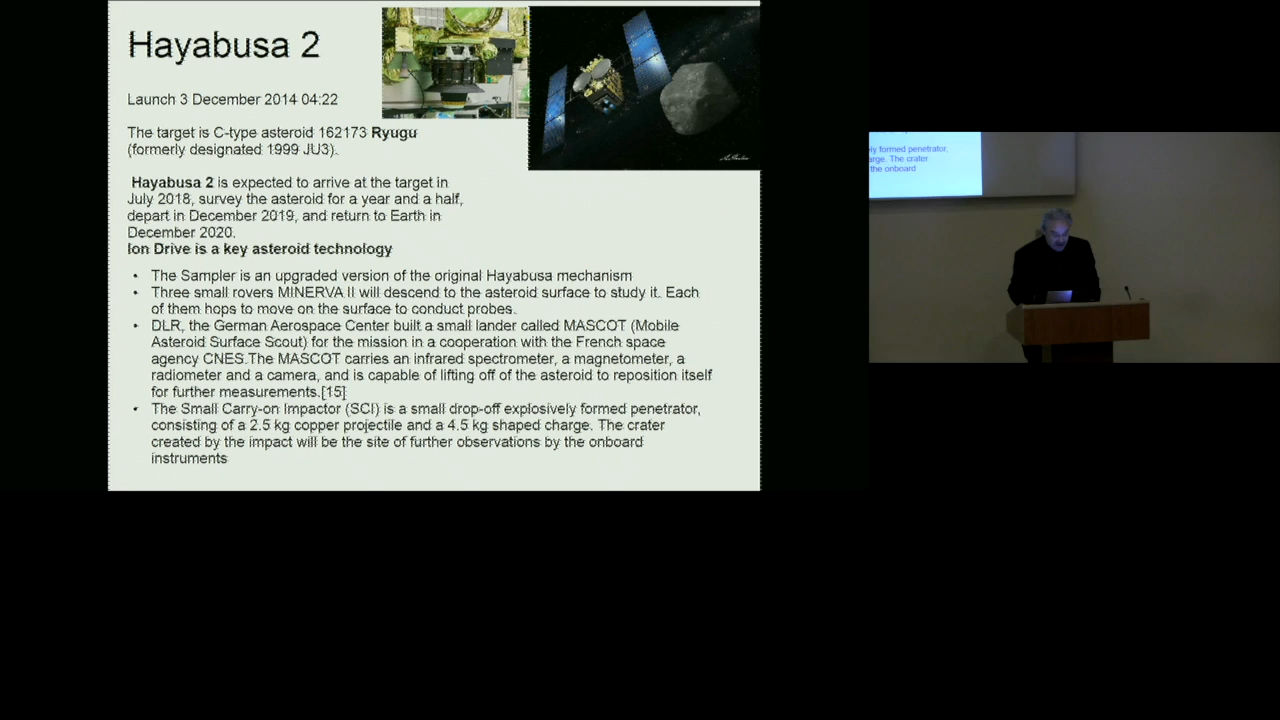 Hayabusa 2
Launch 3 December 2014 04:22
The target is C-type asteroid 162173 Ryugu
(formerly designated 1999 JU3).
Hayabusa 2 is expected to arrive at the target in
July 2018, survey the asteroid for a year and a half,
depart in December 2019, and return to Earth in
December 2020.
Ion Drive is a key asteroid technology
• The Sampler is an upgraded version of the original Hayabusa mechanism
• Three small rovers MINERVA II will descend to the asteroid surface to study it. Each
of them hops to move on the surface to conduct probes.
• DLR, the German Aerospace Center built a small lander called MASCOT (Mobile
Asteroid Surface Scout) for the mission in a cooperation with the French space
agency CNES.The MASCOT carries an infrared spectrometer, a magnetometer, a
radiometer and a camera, and is capable of lifting off of the asteroid to reposition itself
for further measurements.[15]
• The Small Carry-on Impactor (SCI) is a small drop-off explosively formed penetrator,
consisting of a 2.5 kg copper projectile and a 4.5 kg shaped charge. The crater
created by the impact will be the site of further observations by the onboard
instruments
ly formed penetrator,
arge. The crater
the onboard